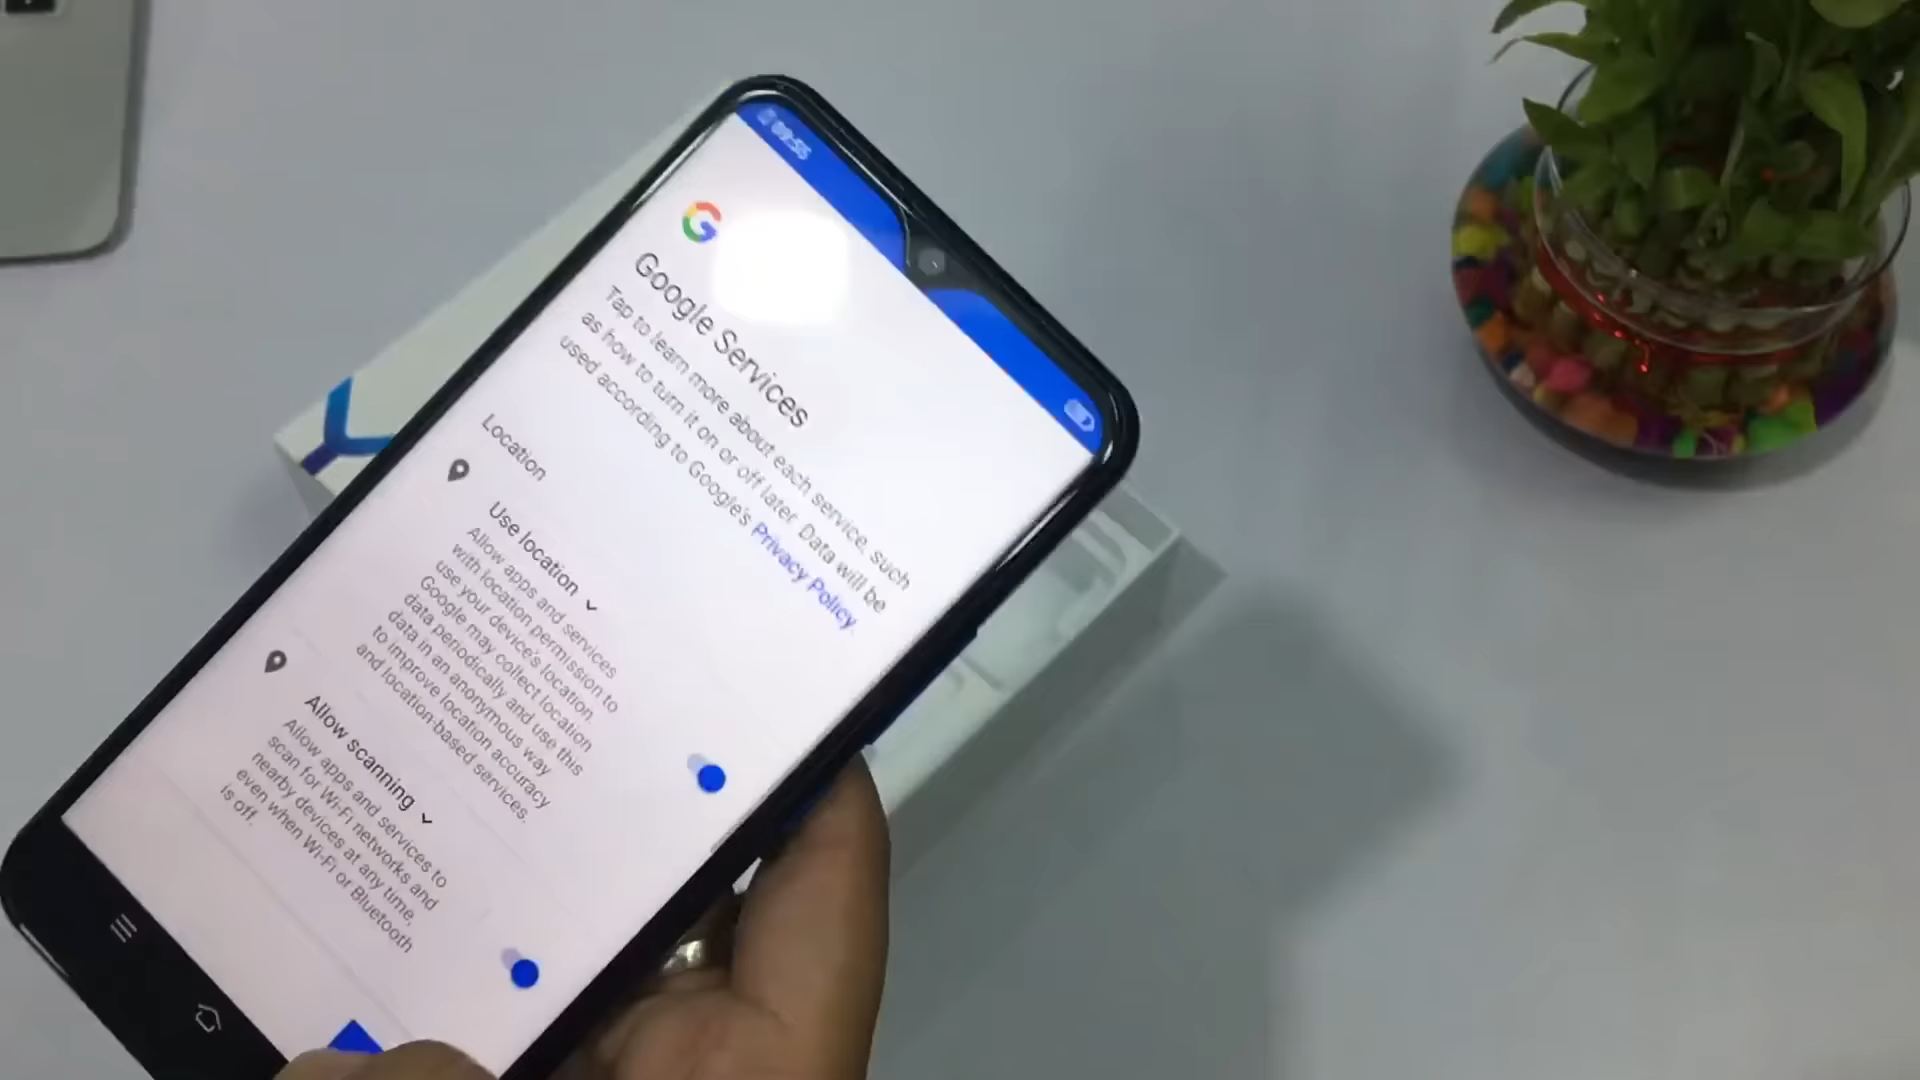 09:55
Google Services
Tap to learn more about each service, such
as how to turn it on or off later. Data will be
used according to Google's Privacy Policy.
Location
Use location
Allow apps and services
with location permission to
use your device's location.
Google may collect location
data periodically and use this
data in an anonymous way
to improve location accuracy
and location-based services.
Allow scanning
Allow apps and services to
scan for Wi-Fi networks and
nearby devices at any time,
even when Wi-Fi or Bluetooth
is off.